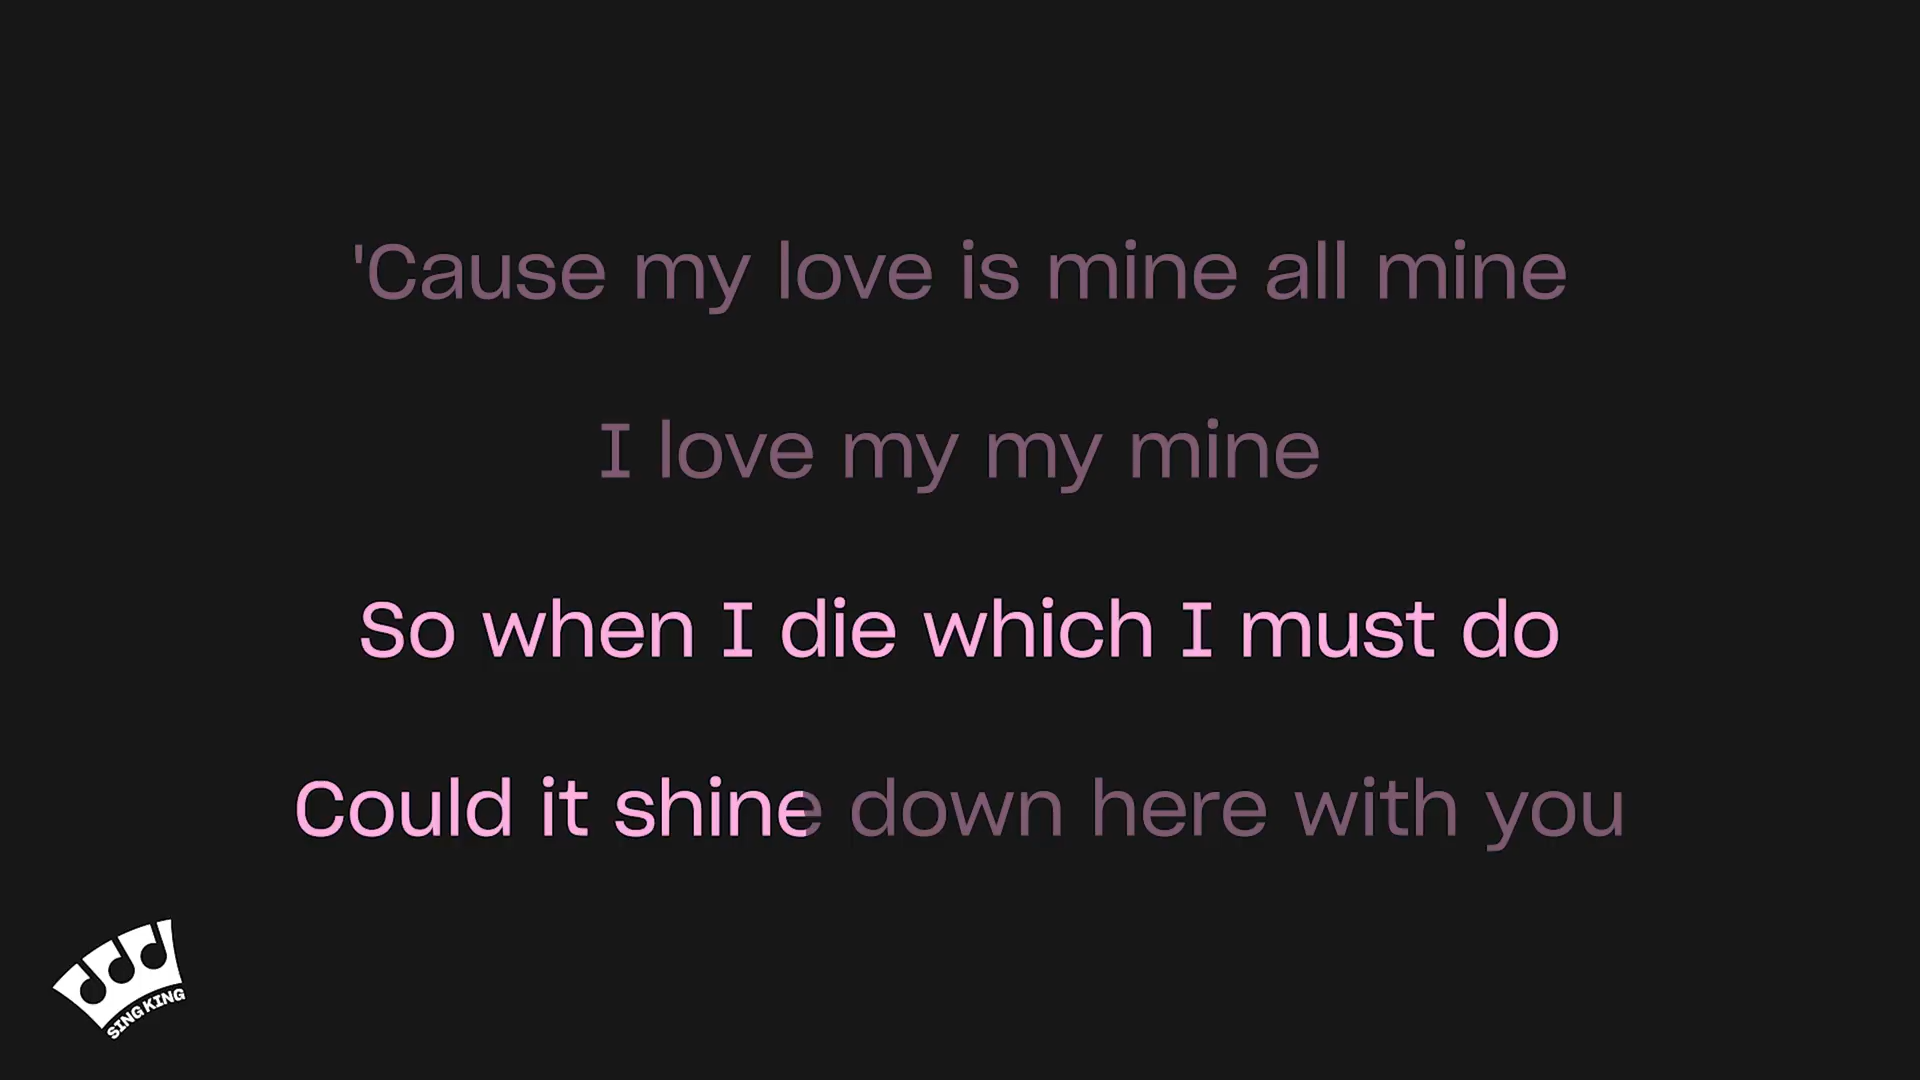 'Cause my love is mine all mine
I love my my mine
So when I die which I must do
Could it shine down here with you
SING KING